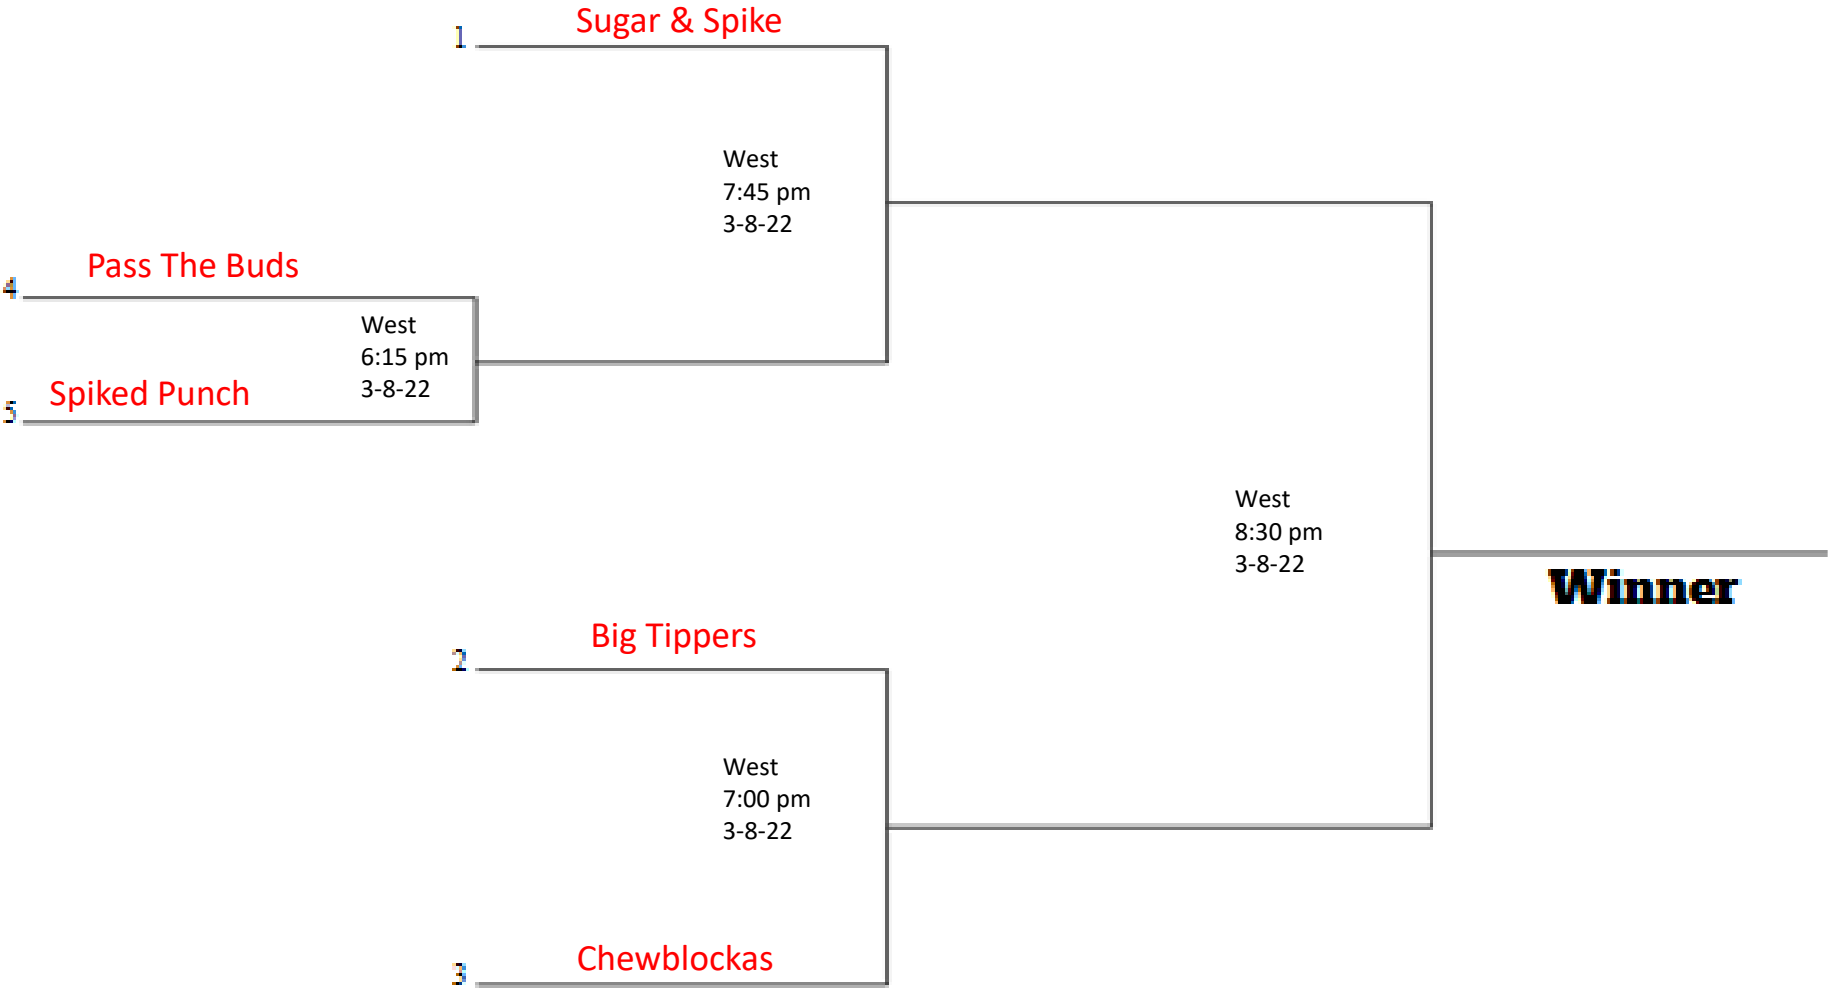 1
Sugar & Spike
West
7:45 pm
3-8-22
4
Pass The Buds
West
6:15 pm
3-8-22
5
Spiked Punch
West
8:30 pm
3-8-22
Winner
2
Big Tippers
West
7:00 pm
3-8-22
3
Chewblockas